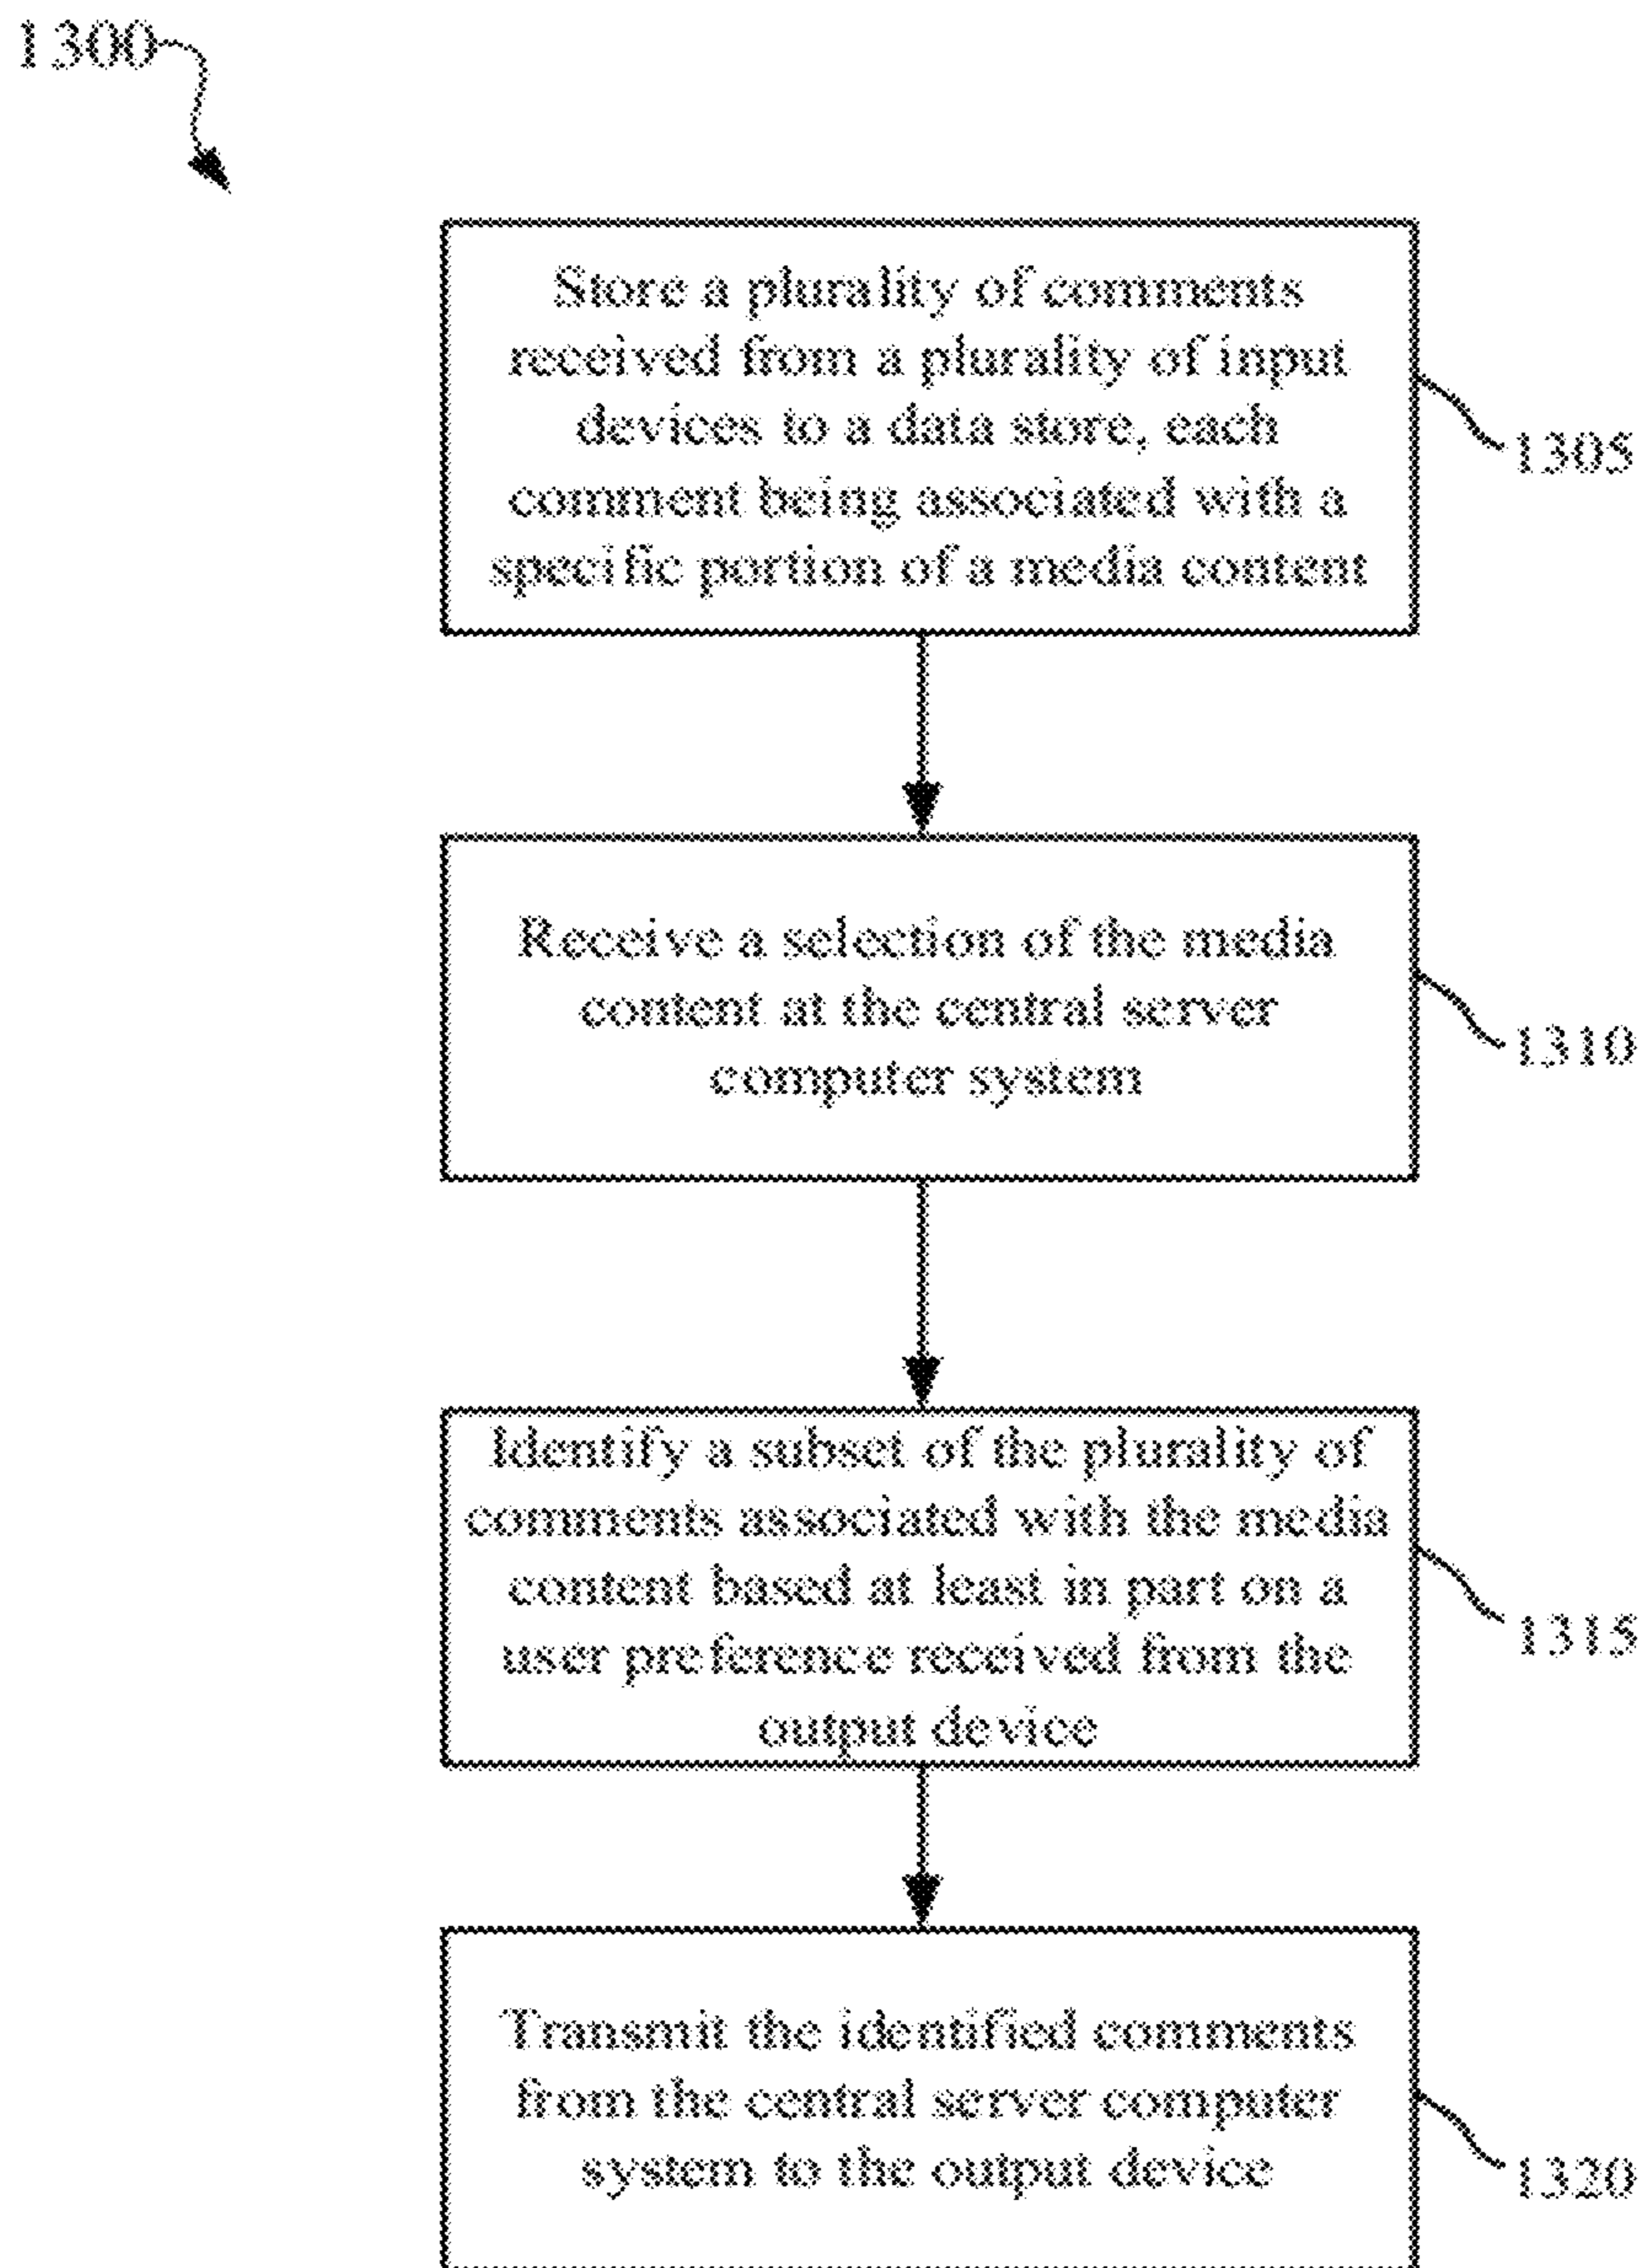 1300
Store a plurality of comments
received from a plurality of input
devices to a data store, each
comment being associated with a
specific portion of a media content
1305
Receive a selection of the media
content at the central server
computer system
1310
Identify a subset of the plurality of
comments associated with the media
content based at least in part on a
user preference received from the
output device
1315
Transmit the identified comments
from the central server computer
system to the output device
1320